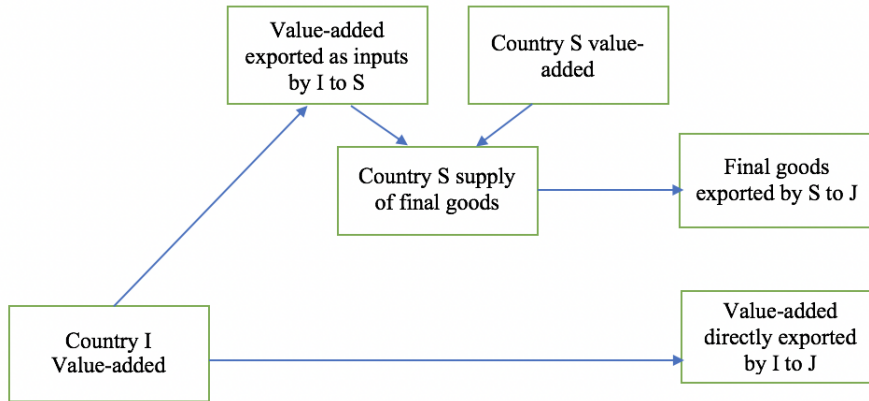 Value-added
exported as inputs
by I to S
Country S value-
added
Country S supply
of final goods
Final goods
exported by S to J
Country I
Value-added
Value-added
directly exported
by I to J